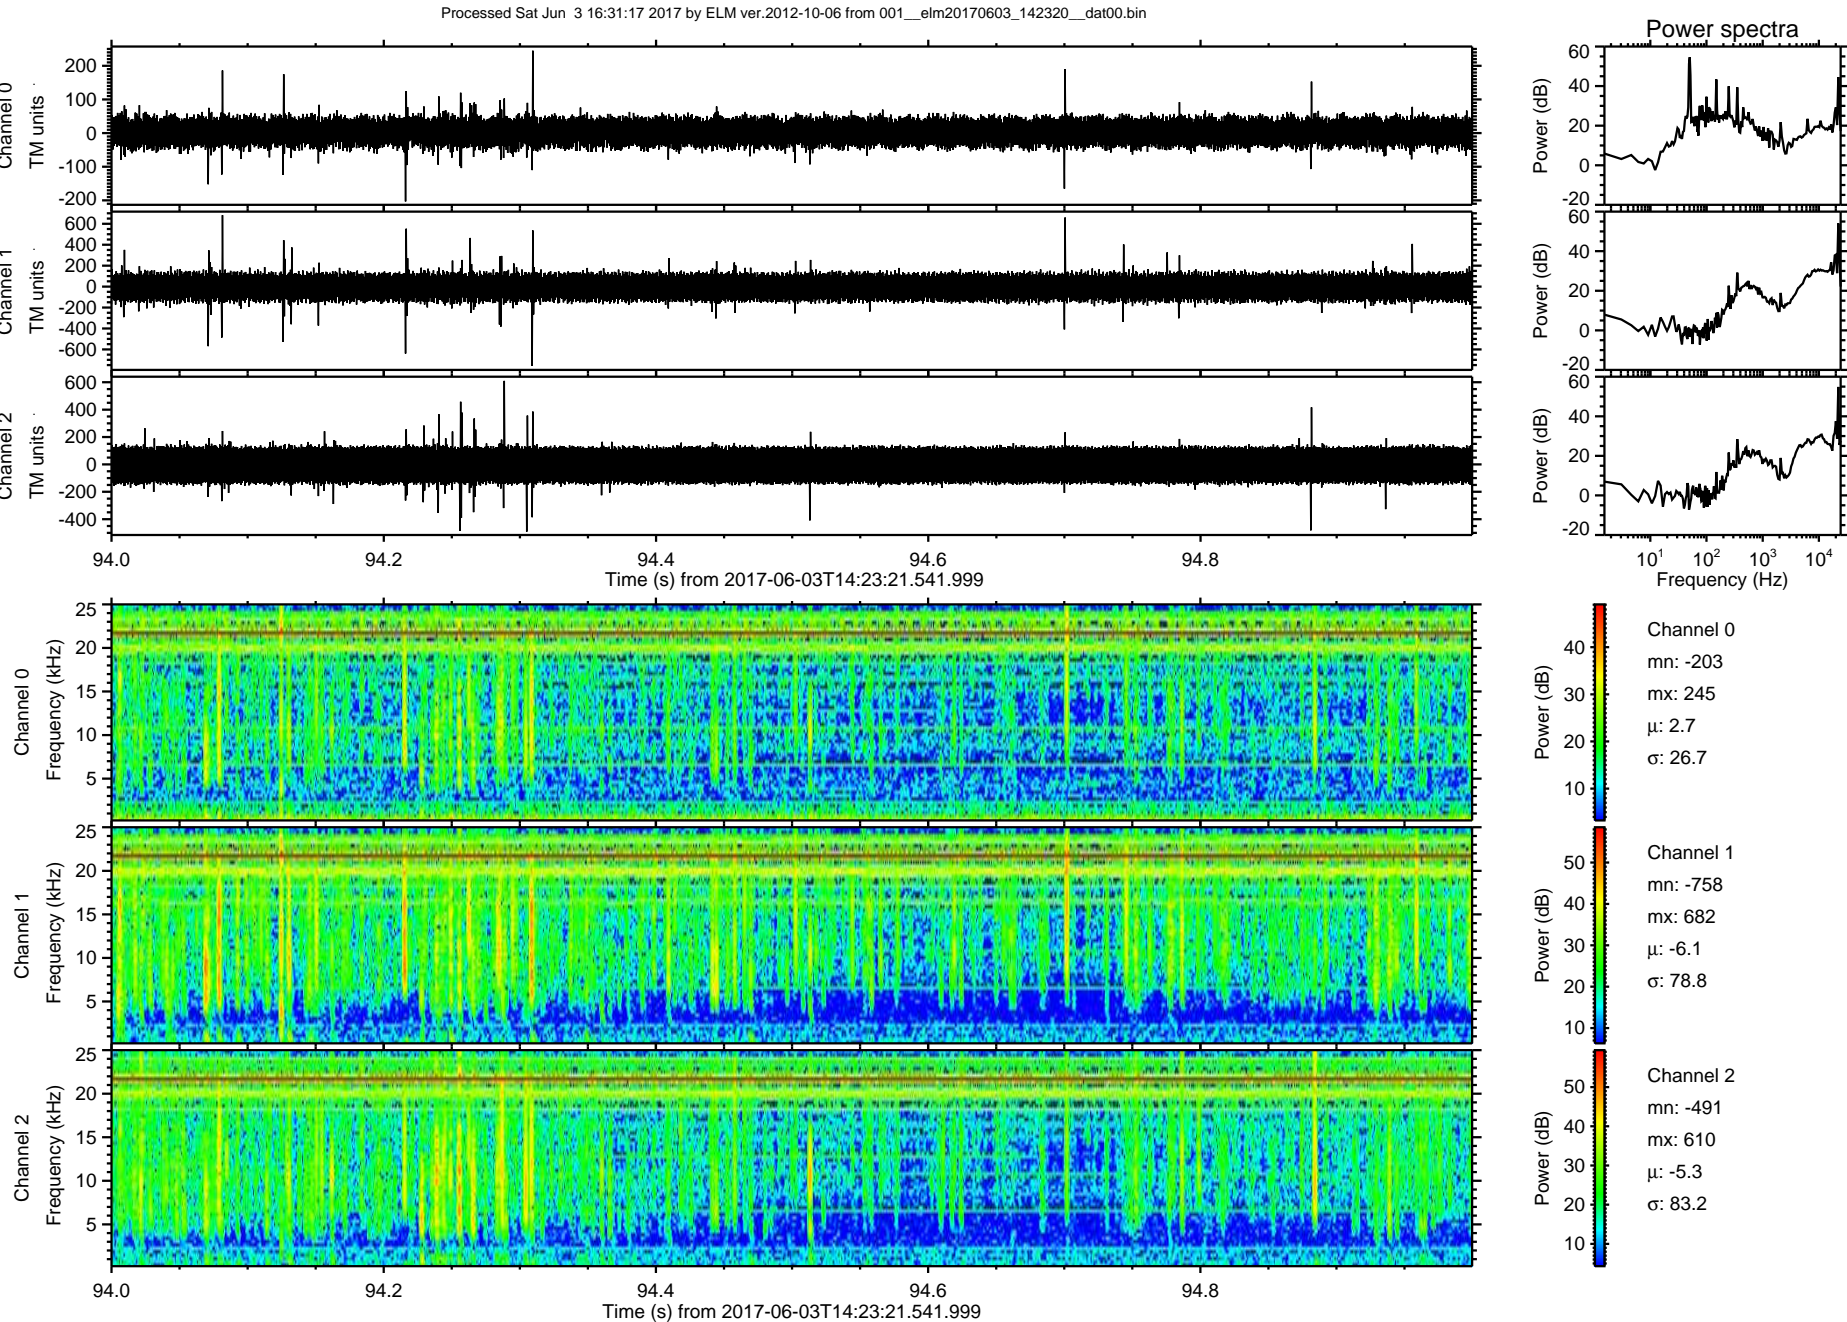 Processed Sat Jun 3 16:31:17 2017 by ELM ver.2012-10-06 from 001__elm20170603_142320__dat00.bin
Power spectra
Channel 0
TM units
200
100
0
-100
-200
Power (dB)
60
40
20
0
-20
Channel 1
TM units
600
400
200
0
-200
-400
-600
Power (dB)
60
40
20
0
-20
Channel 2
TM units
600
400
200
0
-200
-400
Power (dB)
60
40
20
0
-20
94.0 94.2 94.4 94.6 94.8
Time (s) from 2017-06-03T14:23:21.541.999
10^1 10^2 10^3 10^4
Frequency (Hz)
Channel 0
Frequency (kHz)
25
20
15
10
5
Power (dB)
40
30
20
10
Channel 0
mn: -203
mx: 245
µ: 2.7
σ: 26.7
Channel 1
Frequency (kHz)
25
20
15
10
5
Power (dB)
50
40
30
20
10
Channel 1
mn: -758
mx: 682
µ: -6.1
σ: 78.8
Channel 2
Frequency (kHz)
25
20
15
10
5
Power (dB)
50
40
30
20
10
Channel 2
mn: -491
mx: 610
µ: -5.3
σ: 83.2
94.0 94.2 94.4 94.6 94.8
Time (s) from 2017-06-03T14:23:21.541.999